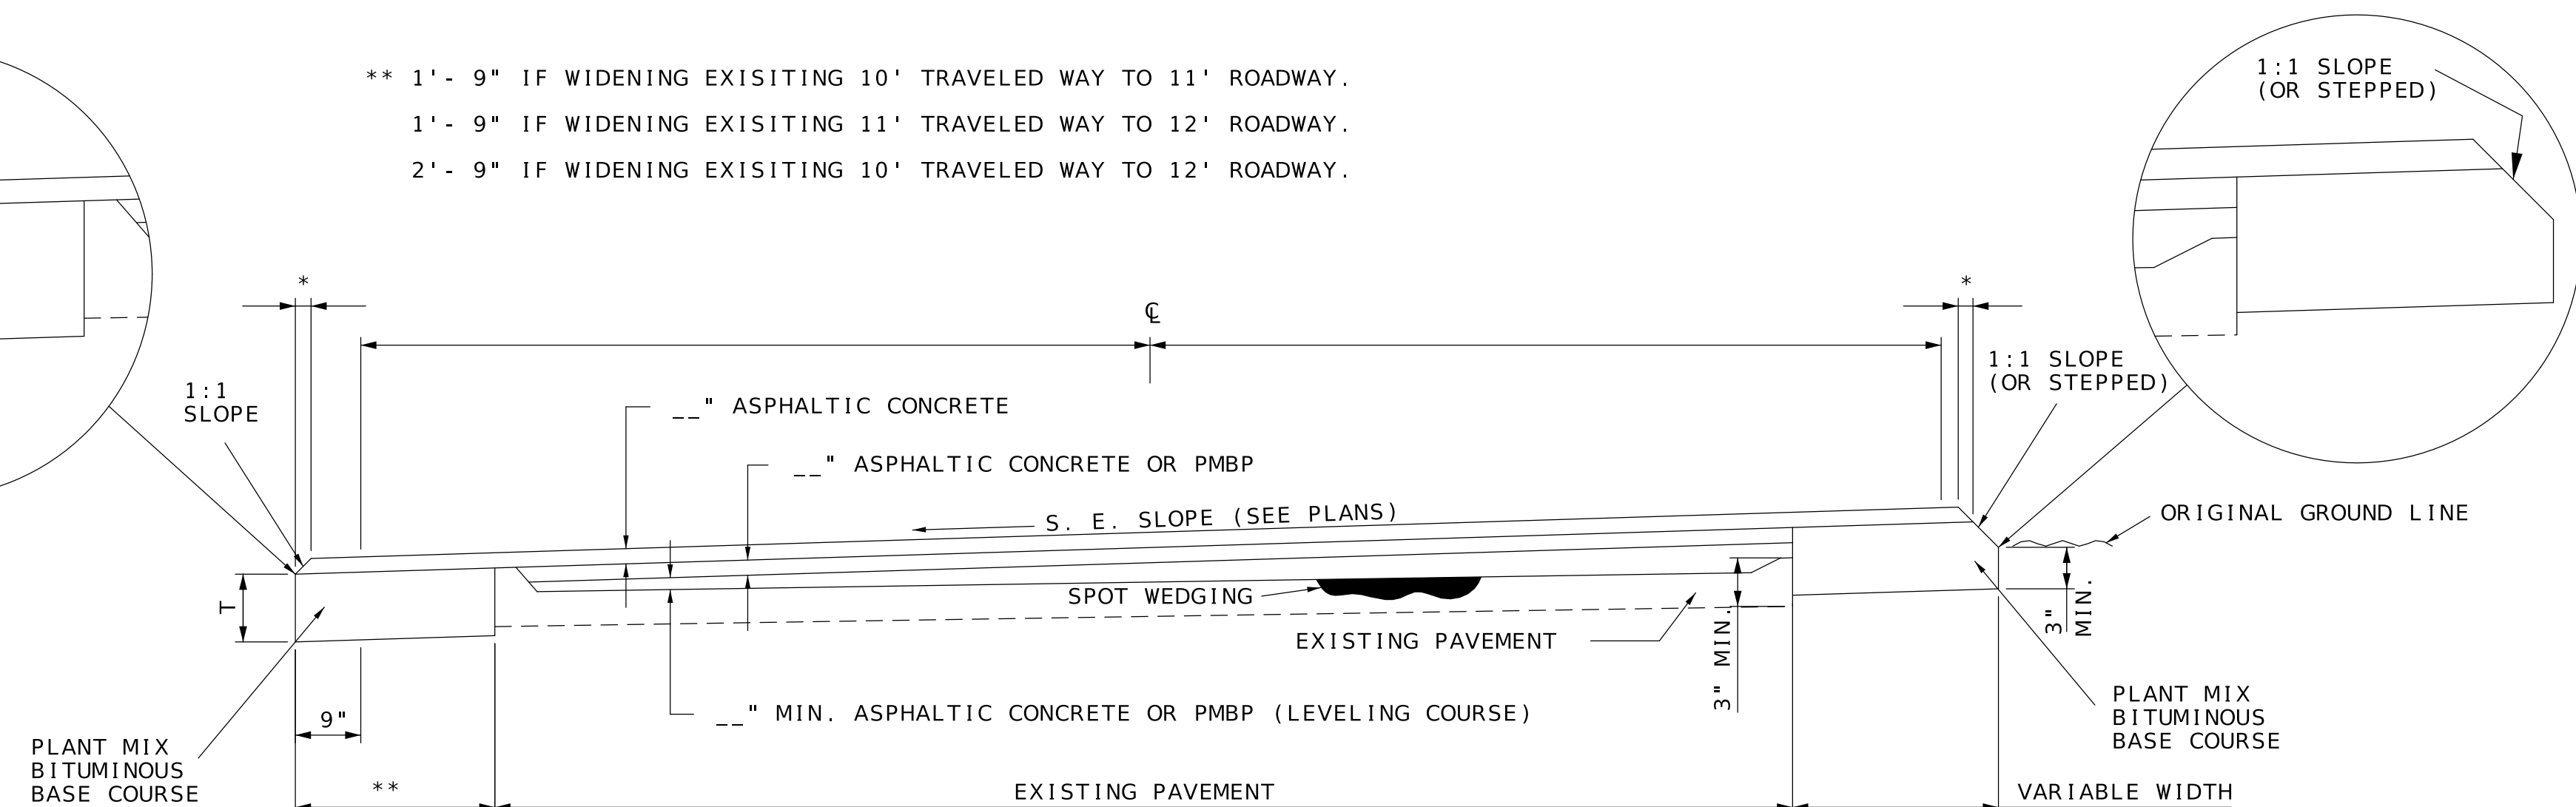 ** 1'- 9" IF WIDENING EXISITING 10' TRAVELED WAY TO 11' ROADWAY.
1'- 9" IF WIDENING EXISITING 11' TRAVELED WAY TO 12' ROADWAY.
2'- 9" IF WIDENING EXISITING 10' TRAVELED WAY TO 12' ROADWAY.
1:1 SLOPE
(OR STEPPED)
*
*
℄
1:1
SLOPE
1:1 SLOPE
(OR STEPPED)
__" ASPHALTIC CONCRETE
__" ASPHALTIC CONCRETE OR PMBP
S. E. SLOPE (SEE PLANS)
ORIGINAL GROUND LINE
T
SPOT WEDGING
EXISTING PAVEMENT
3" MIN.
3"
MIN.
__" MIN. ASPHALTIC CONCRETE OR PMBP (LEVELING COURSE)
9"
PLANT MIX
BITUMINOUS
BASE COURSE
PLANT MIX
BITUMINOUS
BASE COURSE
**
EXISTING PAVEMENT
VARIABLE WIDTH